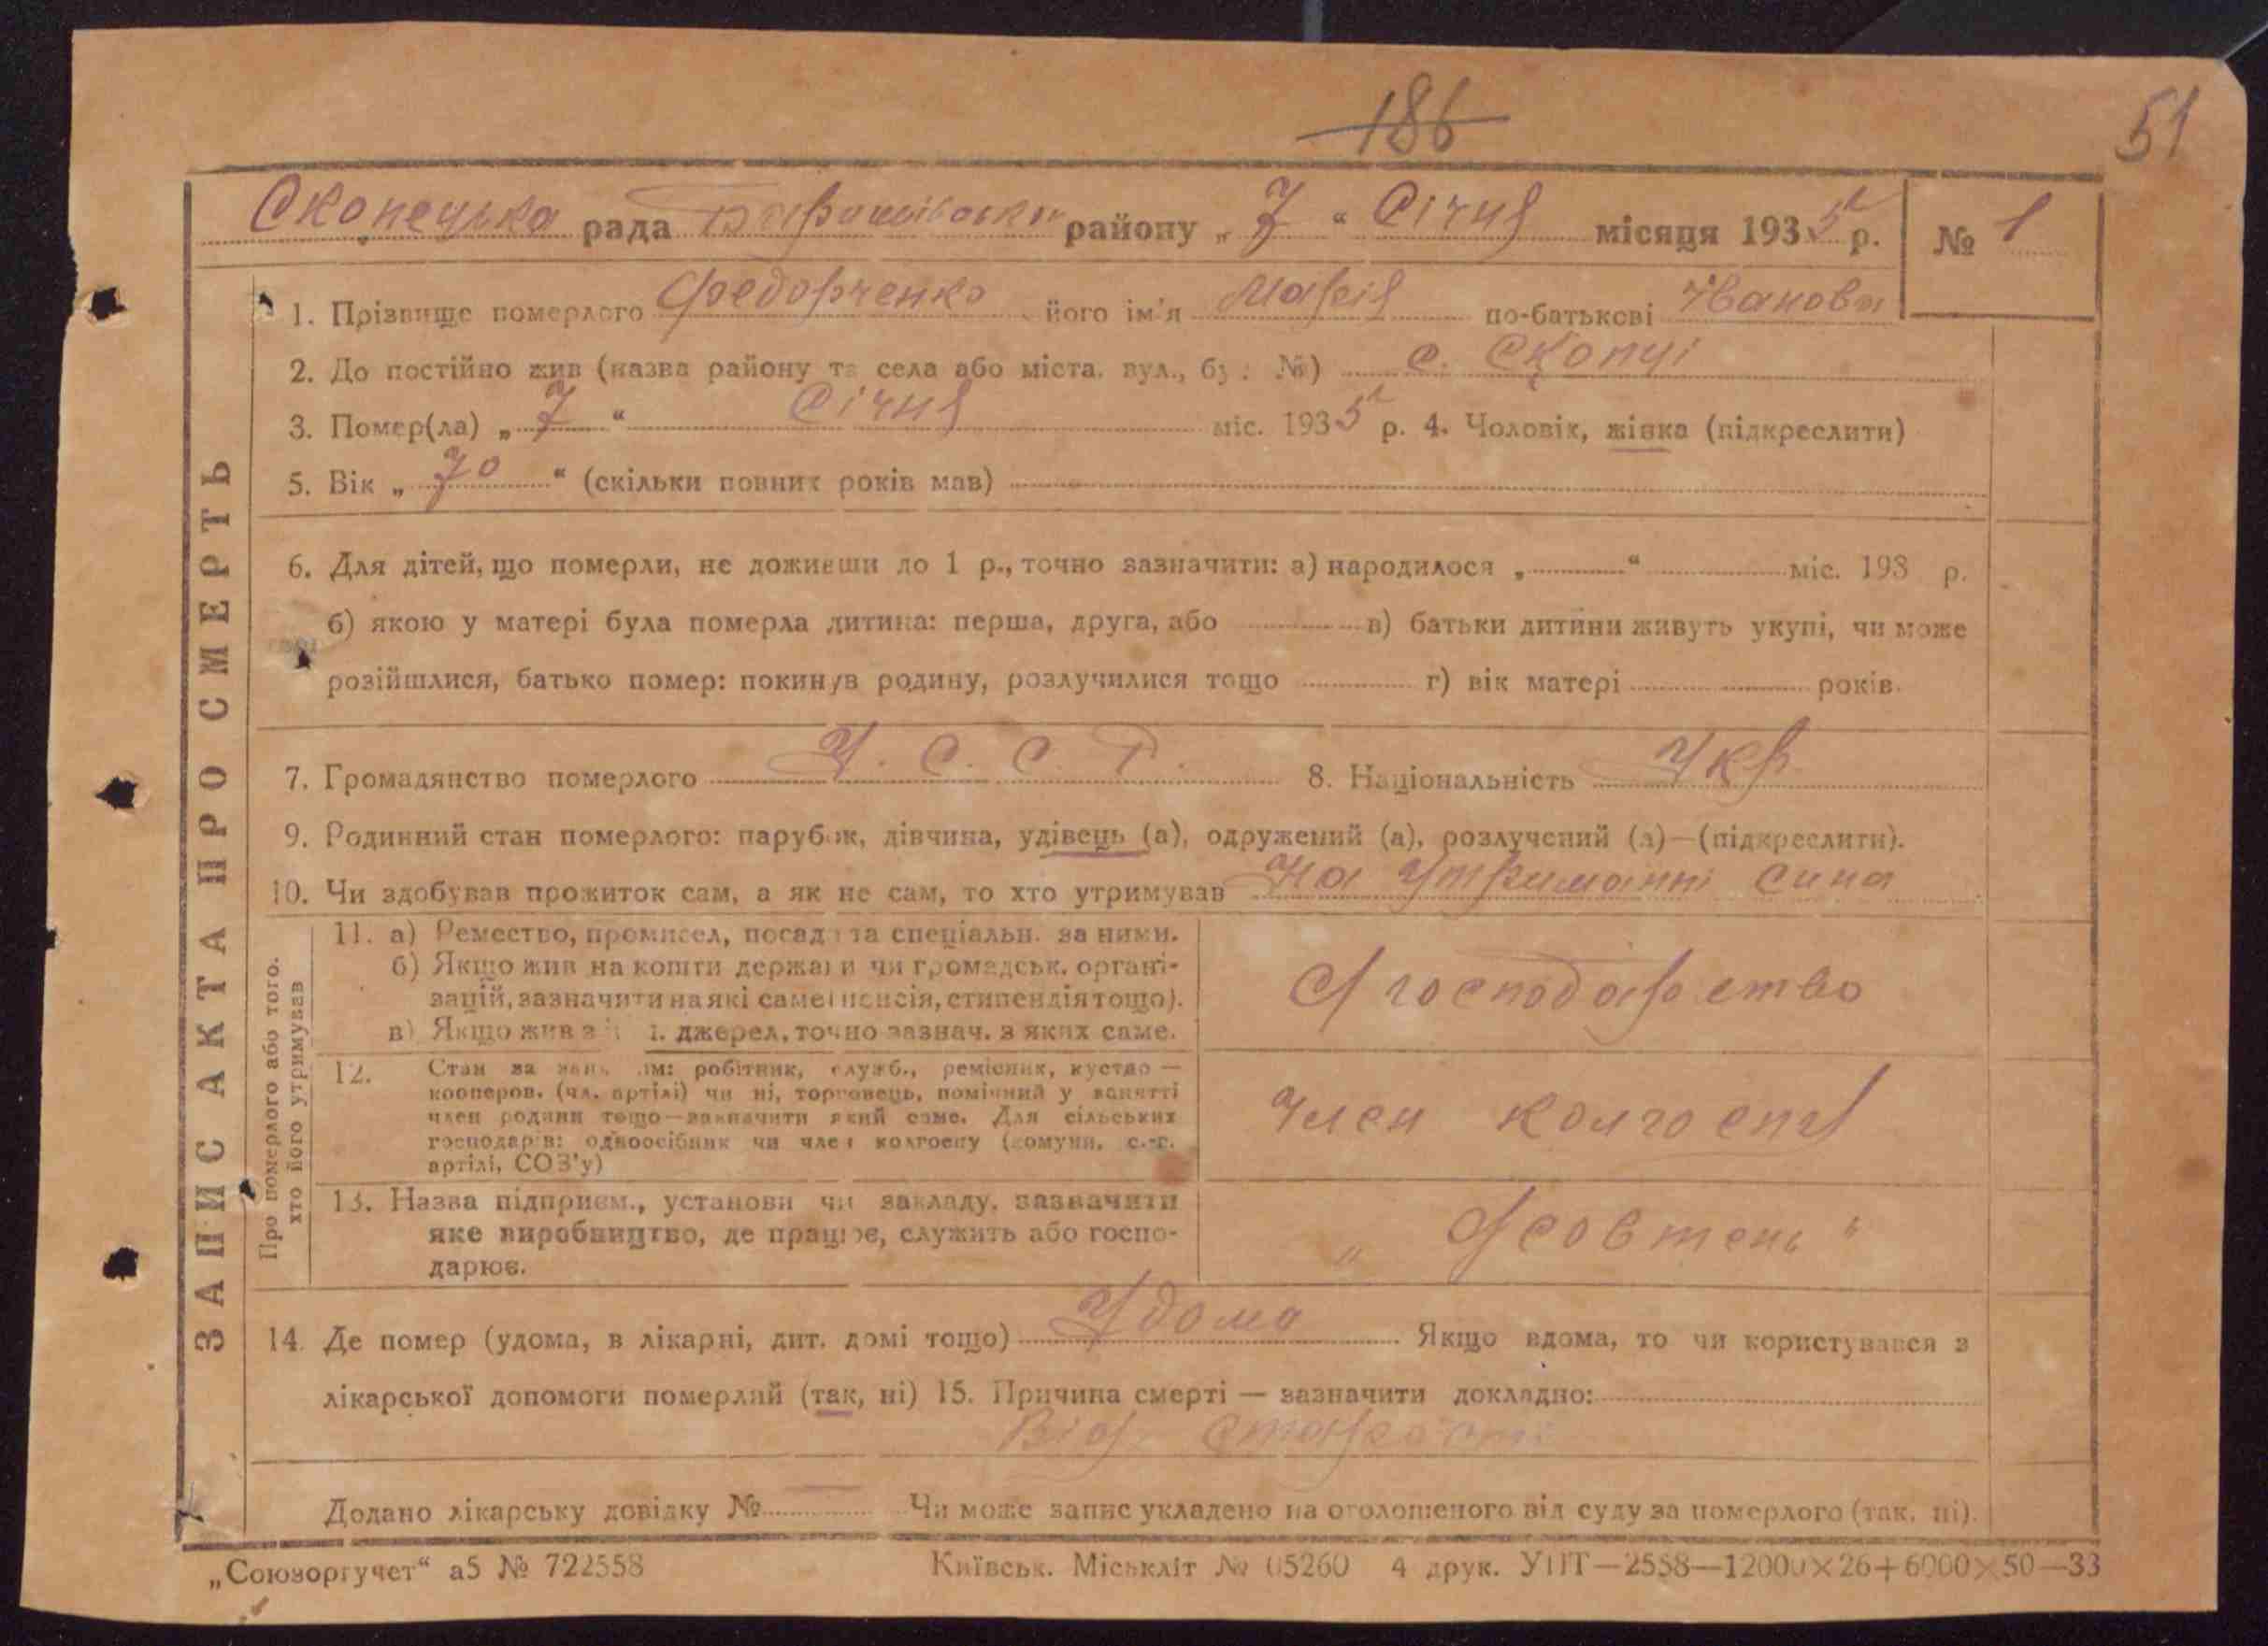 186
51
Скопецька рада Баришівськ району „ 7 “ Січня місяця 1935 р. № 1
ЗАПИС АКТА ПРО СМЕРТЬ
1. Прізвище померлого Федорченко його ім'я Марія по-батькові Іванов
2. До постійно жив (назва району та села або міста, вул., буд. №) с. Скопці
3. Помер(ла) „ 7 “ Січня міс. 1935 р. 4. Чоловік, жінка (підкреслити)
5. Вік „ 70 “ (скільки повних років мав)
6. Для дітей, що померли, не доживши до 1 р., точно зазначити: а) народилося „ “ міс. 193 р.
б) якою у матері була померла дитина: перша, друга, або в) батьки дитини живуть укупі, чи може
розійшлися, батько помер: покинув родину, розлучилися тощо г) вік матері років.
7. Громадянство померлого У. С. С. Р. 8. Національність Укр.
9. Родинний стан померлого: парубок, дівчина, удівець (а), одружений (а), розлучений (а)—(підкреслити).
10. Чи здобував прожиток сам, а як не сам, то хто утримував На утриманні сина
Про померлого або того,
хто його утримував
11. а) Ремество, промисел, посада та спеціальн. за ними.
б) Якщо жив на кошти держави чи громадськ. органі-
зацій, зазначити на які саме (пенсія, стипендія тощо).
в) Якщо жив з ін. джерел, точно зазнач. з яких саме.
господарство
12. Стан за занят.ям: робітник, служб., ремісник, кустар —
кооперов. (чл. артілі) чи ні, торговець, помічний у занятті
член родини тощо—зазначити який саме. Для сільських
господарів: одноосібник чи член колгоспу (комуни, с.-г.
артілі, СОЗ'у)
Член колгоспу
13. Назва підприєм., установи чи закладу, зазначити
яке виробництво, де працює, служить або госпо-
дарює.
„ Жовтень “
14. Де помер (удома, в лікарні, дит. домі тощо) Удома Якщо вдома, то чи користувався з
лікарської допомоги померлий (так, ні) 15. Причина смерті — зазначити докладно:
Від старости
Додано лікарську довідку № — Чи може запис укладено на оголошеного від суду за померлого (так, ні).
„Союзоргучет“ а5 № 722558 Київськ. Міськліт № 05260 4 друк. УПТ—2558—12000×26+6000×50—33